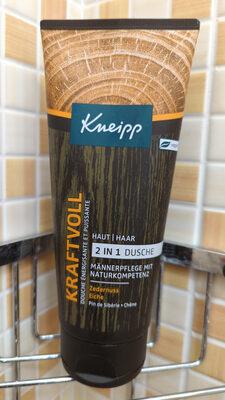 Kneipp
KRAFTVOLL
DOUCHE ÉNERGISANTE ET PUISSANTE
HAUT | HAAR
2 IN 1 DUSCHE
MÄNNERPFLEGE MIT
NATURKOMPETENZ
Zedernuss
Eiche
Pin de Sibérie • Chêne